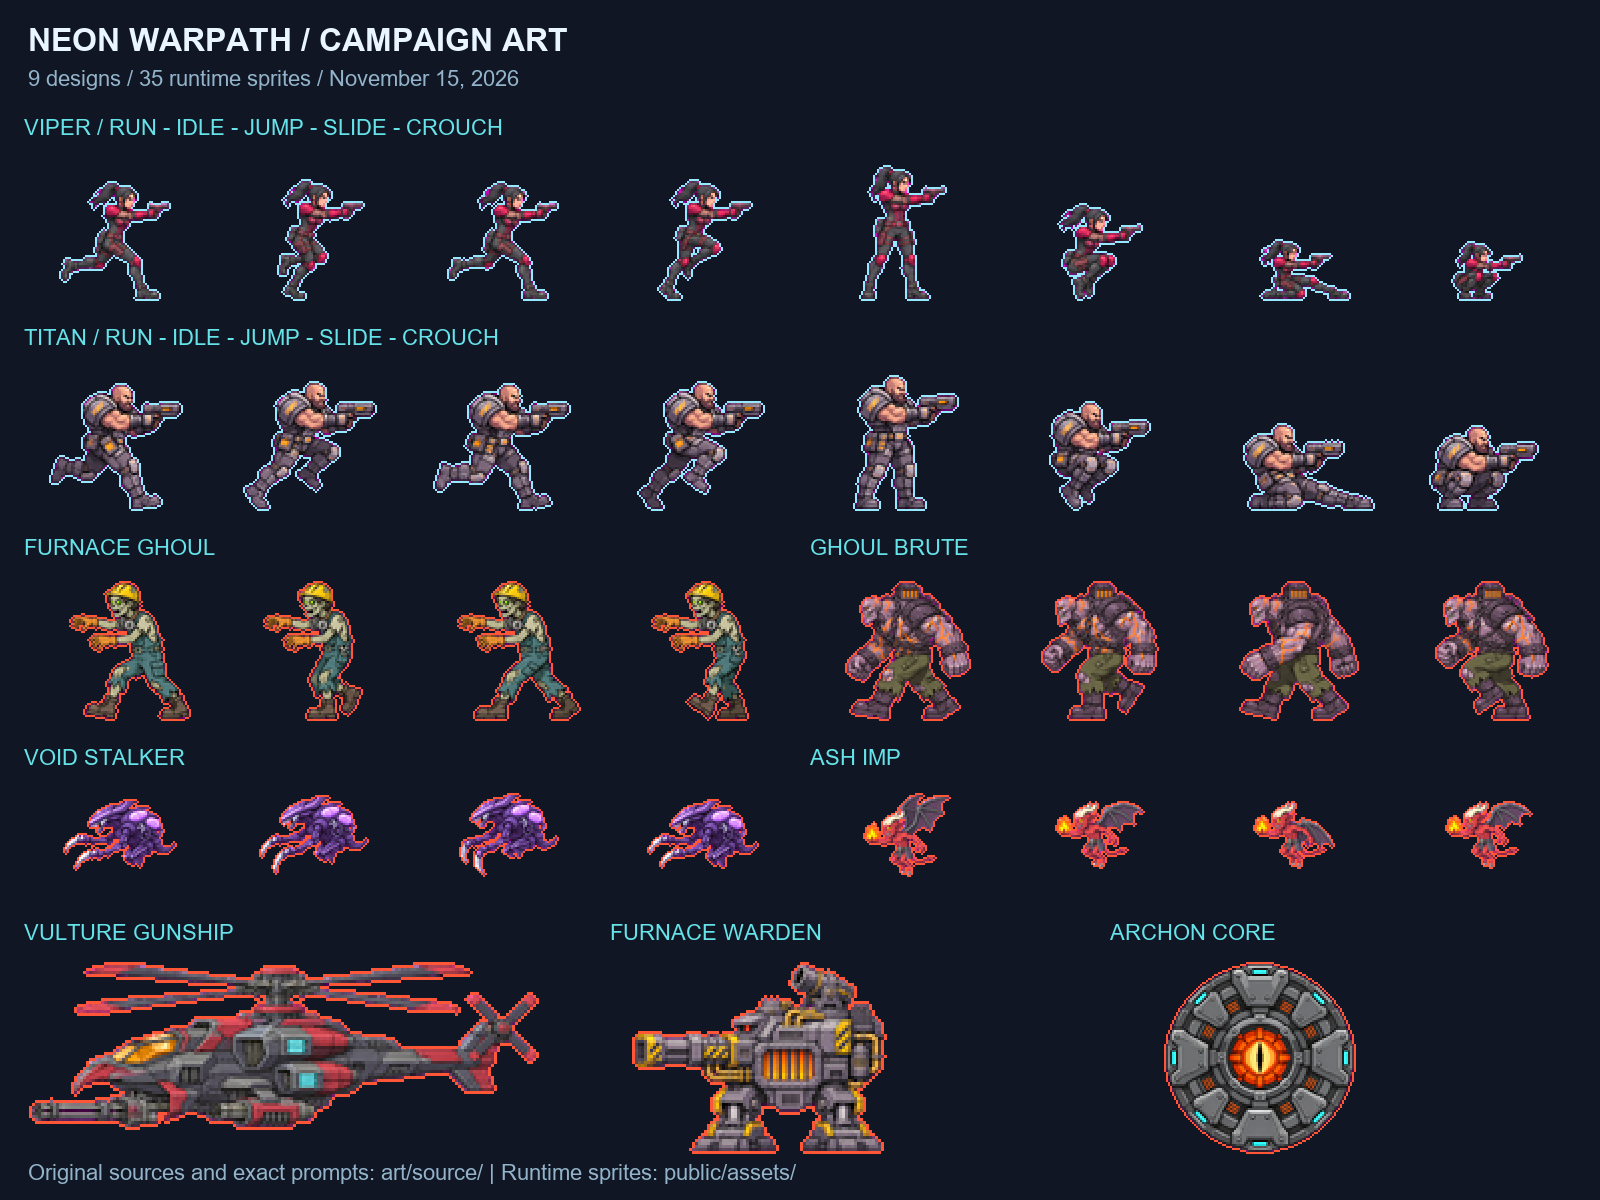 NEON WARPATH / CAMPAIGN ART
9 designs / 35 runtime sprites / November 15, 2026
VIPER / RUN - IDLE - JUMP - SLIDE - CROUCH
TITAN / RUN - IDLE - JUMP - SLIDE - CROUCH
FURNACE GHOUL
GHOUL BRUTE
VOID STALKER
ASH IMP
VULTURE GUNSHIP
FURNACE WARDEN
ARCHON CORE
Original sources and exact prompts: art/source/ | Runtime sprites: public/assets/